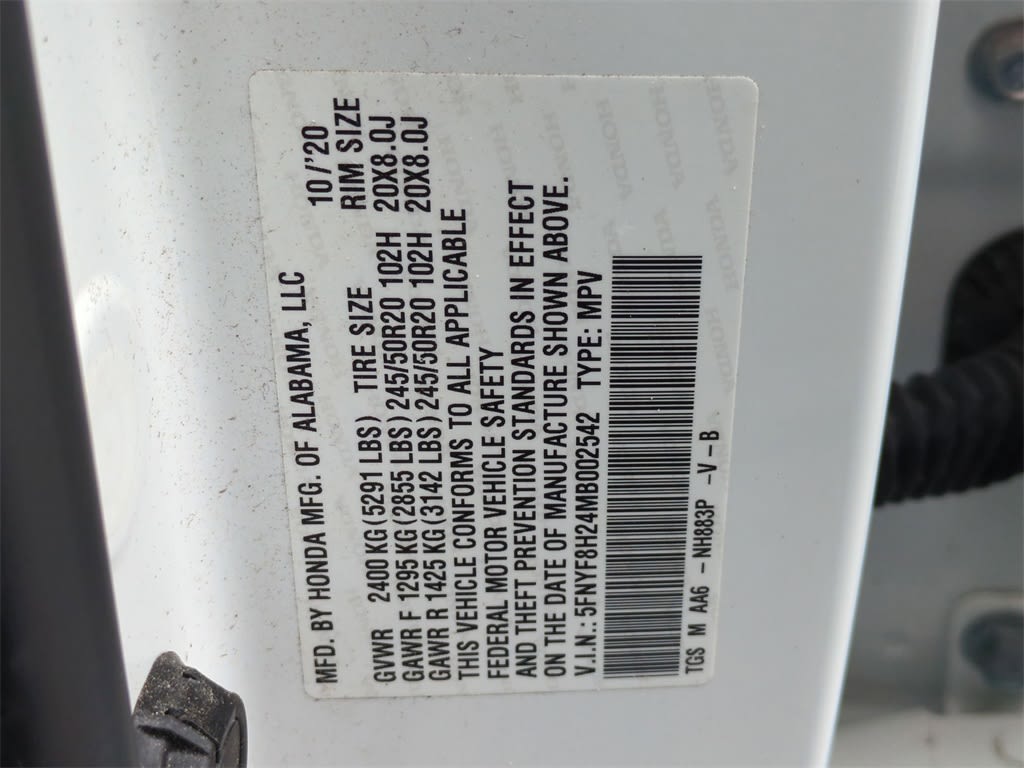 MFD. BY HONDA MFG. OF ALABAMA, LLC 10/'20
GVWR 2400 KG (5291 LBS) TIRE SIZE RIM SIZE
GAWR F 1295 KG (2855 LBS) 245/50R20 102H 20X8.0J
GAWR R 1425 KG (3142 LBS) 245/50R20 102H 20X8.0J
THIS VEHICLE CONFORMS TO ALL APPLICABLE
FEDERAL MOTOR VEHICLE SAFETY
AND THEFT PREVENTION STANDARDS IN EFFECT
ON THE DATE OF MANUFACTURE SHOWN ABOVE.
V.I.N.: 5FNYF8H24MB002542 TYPE: MPV
TGS M AA6 -NH883P -V-B
HONDA